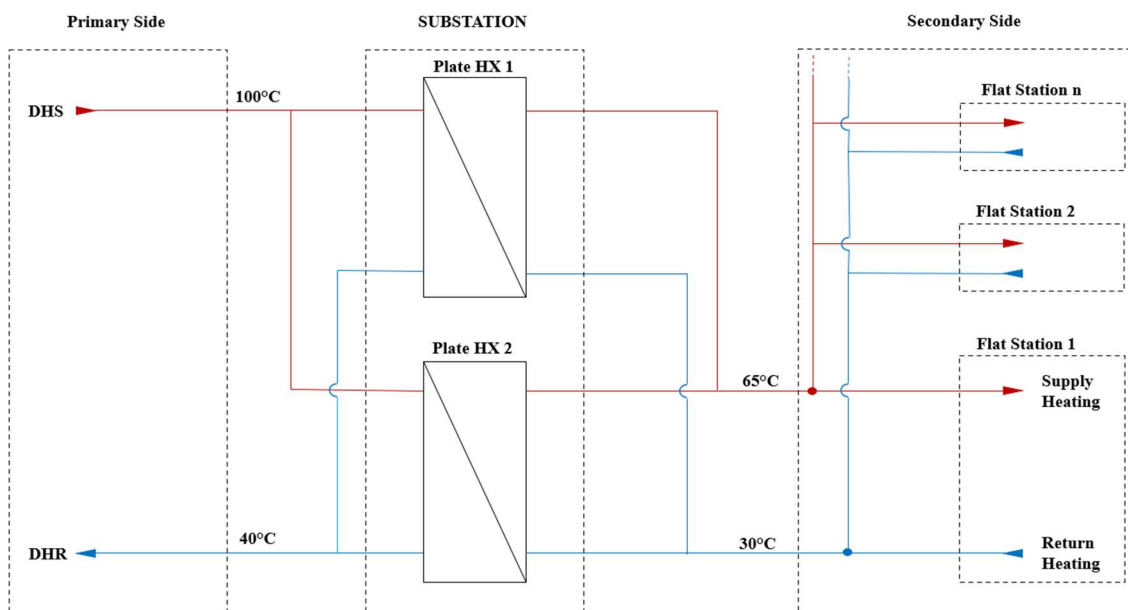 Primary Side
SUBSTATION
Secondary Side
Plate HX 1
DHS
100°C
Flat Station n
Flat Station 2
Plate HX 2
Flat Station 1
65°C
Supply
Heating
DHR
40°C
30°C
Return
Heating